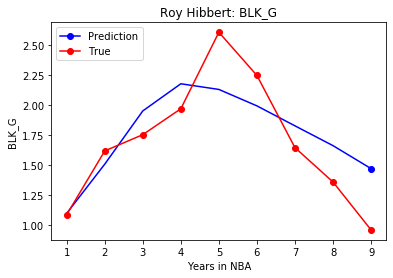 Roy Hibbert: BLK_G
Prediction
True
BLK_G
2.50
2.25
2.00
1.75
1.50
1.25
1.00
1 2 3 4 5 6 7 8 9
Years in NBA